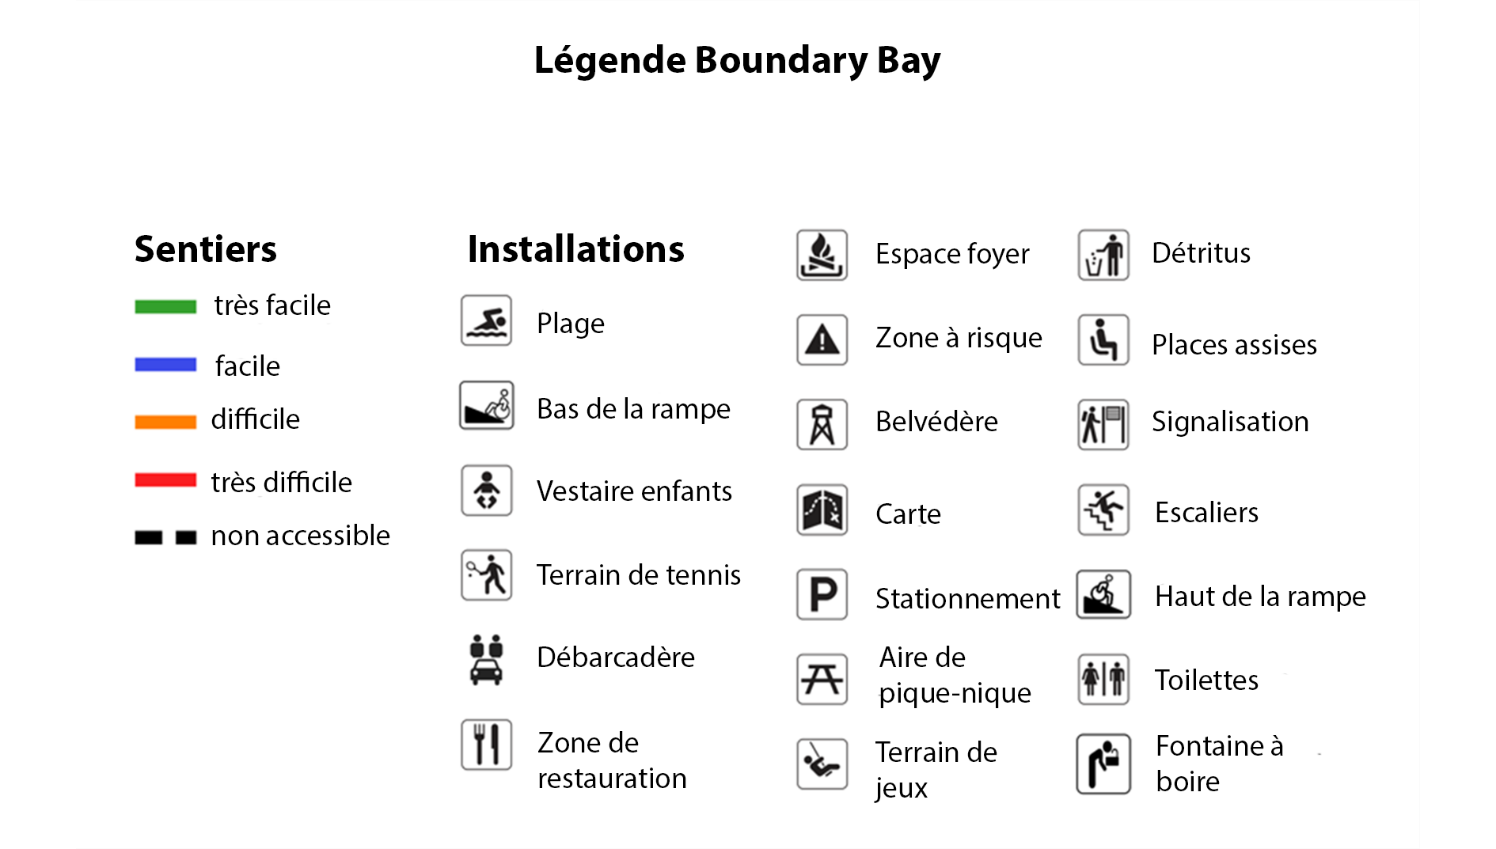 Légende Boundary Bay
Sentiers
très facile
facile
difficile
très difficile
non accessible
Installations
Plage
Bas de la rampe
Vestaire enfants
Terrain de tennis
Débarcadère
Zone de
restauration
Espace foyer
Zone à risque
Belvédère
Carte
P
Stationnement
Aire de
pique-nique
Terrain de
jeux
Détritus
Places assises
Signalisation
Escaliers
Haut de la rampe
Toilettes
Fontaine à
boire